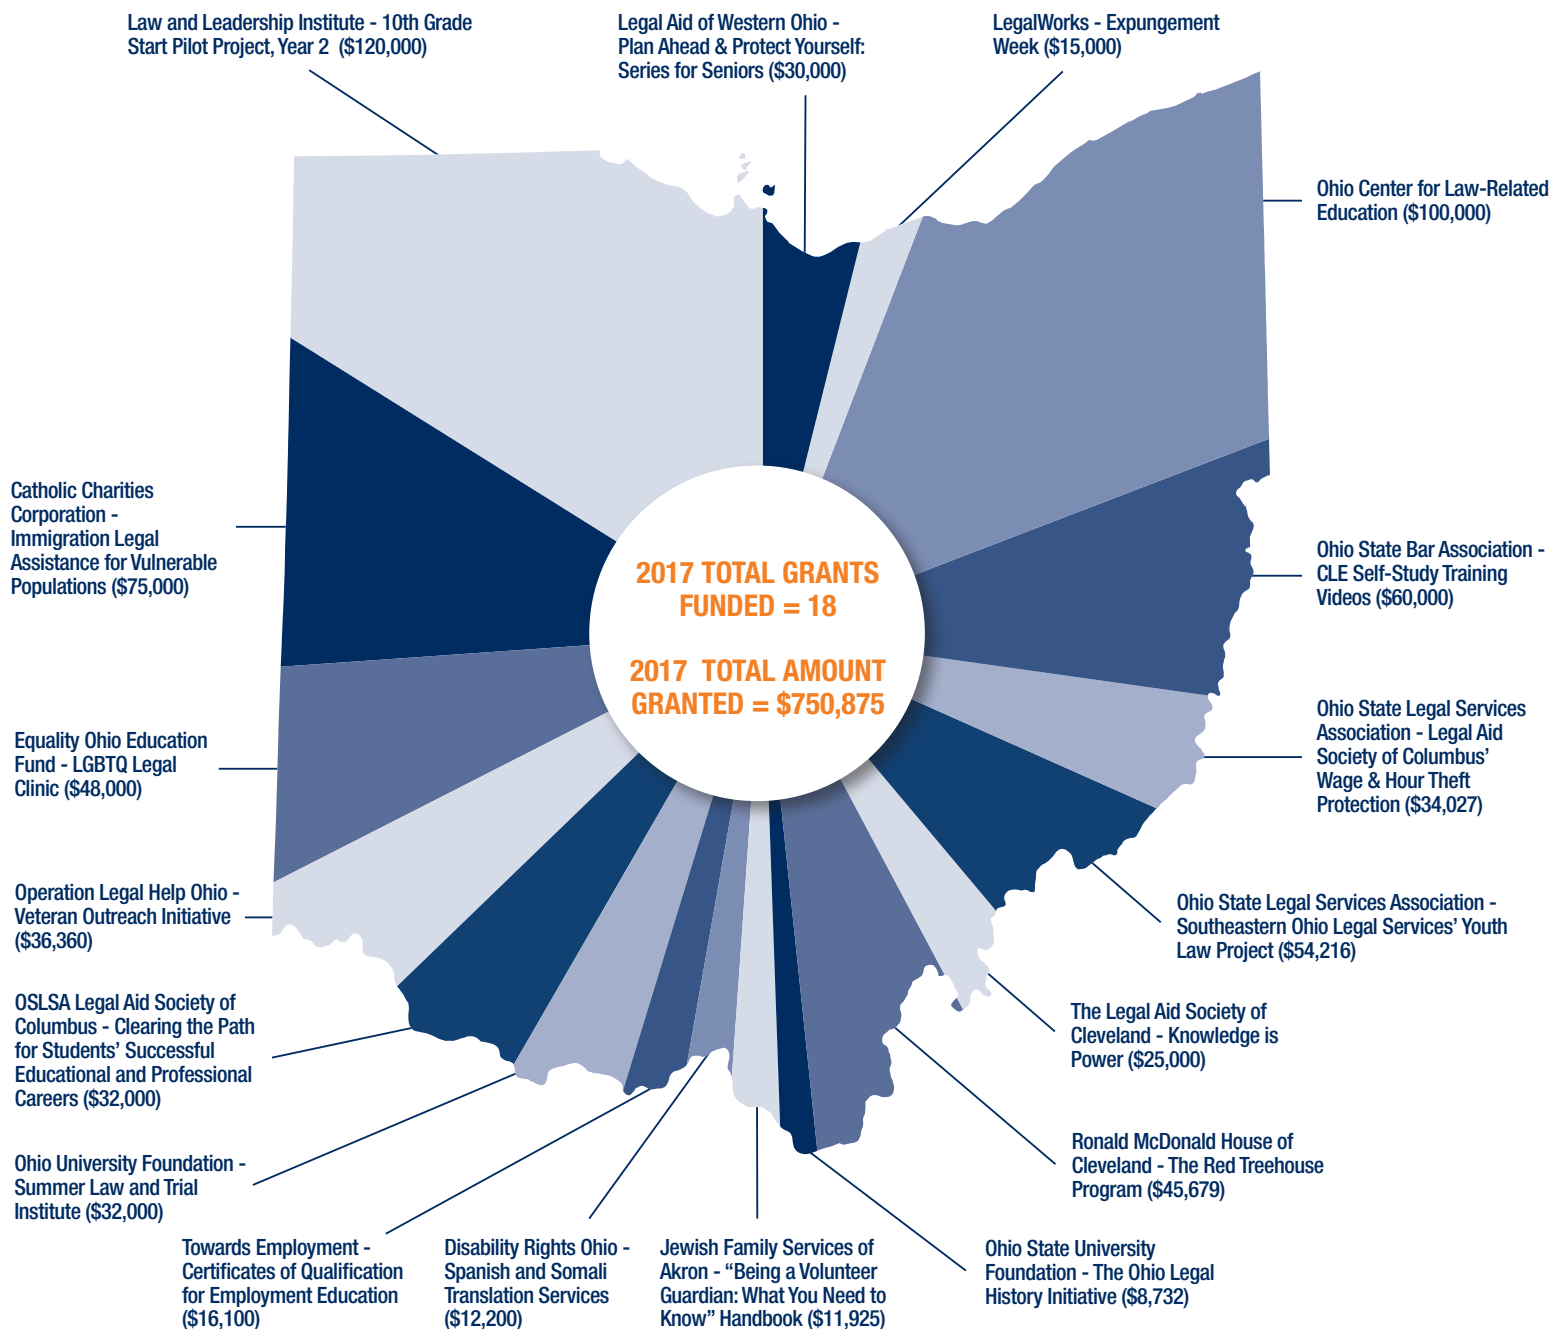 Law and Leadership Institute - 10th Grade
Start Pilot Project, Year 2 ($120,000)
Legal Aid of Western Ohio -
Plan Ahead & Protect Yourself:
Series for Seniors ($30,000)
LegalWorks - Expungement
Week ($15,000)
Ohio Center for Law-Related
Education ($100,000)
Ohio State Bar Association -
CLE Self-Study Training
Videos ($60,000)
Ohio State Legal Services
Association - Legal Aid
Society of Columbus’
Wage & Hour Theft
Protection ($34,027)
Ohio State Legal Services Association -
Southeastern Ohio Legal Services’ Youth
Law Project ($54,216)
The Legal Aid Society of
Cleveland - Knowledge is
Power ($25,000)
Ronald McDonald House of
Cleveland - The Red Treehouse
Program ($45,679)
Ohio State University
Foundation - The Ohio Legal
History Initiative ($8,732)
Jewish Family Services of
Akron - “Being a Volunteer
Guardian: What You Need to
Know” Handbook ($11,925)
Disability Rights Ohio -
Spanish and Somali
Translation Services
($12,200)
Towards Employment -
Certificates of Qualification
for Employment Education
($16,100)
Ohio University Foundation -
Summer Law and Trial
Institute ($32,000)
OSLSA Legal Aid Society of
Columbus - Clearing the Path
for Students’ Successful
Educational and Professional
Careers ($32,000)
Operation Legal Help Ohio -
Veteran Outreach Initiative
($36,360)
Equality Ohio Education
Fund - LGBTQ Legal
Clinic ($48,000)
Catholic Charities
Corporation -
Immigration Legal
Assistance for Vulnerable
Populations ($75,000)
2017 TOTAL GRANTS
FUNDED = 18
2017 TOTAL AMOUNT
GRANTED = $750,875